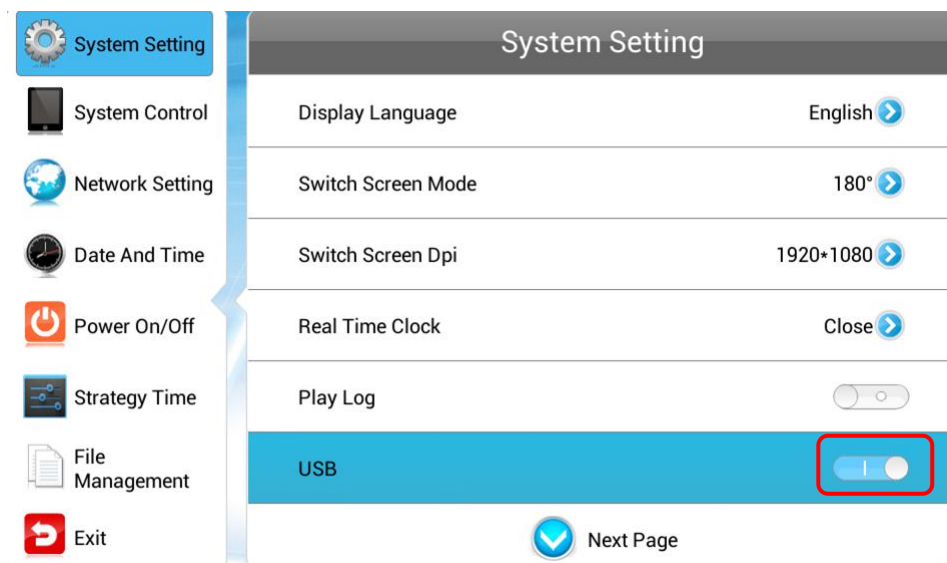 System Setting
System Control
Network Setting
Date And Time
Power On/Off
Strategy Time
File
Management
Exit
System Setting
Display Language English
Switch Screen Mode 180°
Switch Screen Dpi 1920*1080
Real Time Clock Close
Play Log
USB
Next Page